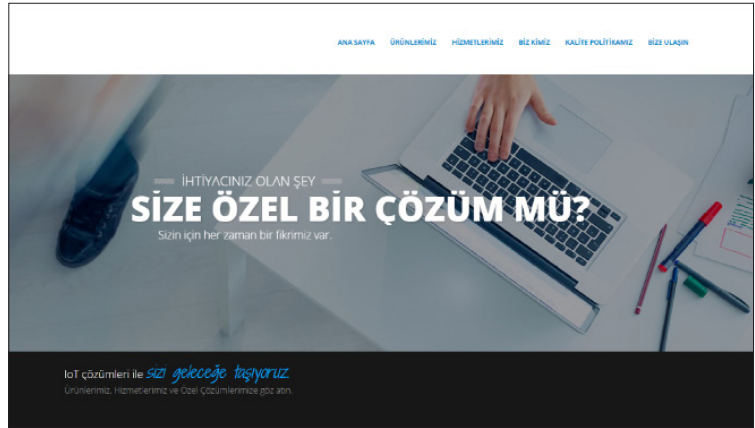 ANA SAYFA ÜRÜNLERİMİZ HİZMETLERİMİZ BİZ KİMİZ KALİTE POLİTİKAMIZ BİZE ULAŞIN
İHTİYACINIZ OLAN ŞEY
SİZE ÖZEL BİR ÇÖZÜM MÜ?
Sizin için her zaman bir fikrimiz var.
IoT çözümleri ile sizi geleceğe taşıyoruz.
Ürünlerimiz, Hizmetlerimiz ve Özel Çözümlerimize göz atın.